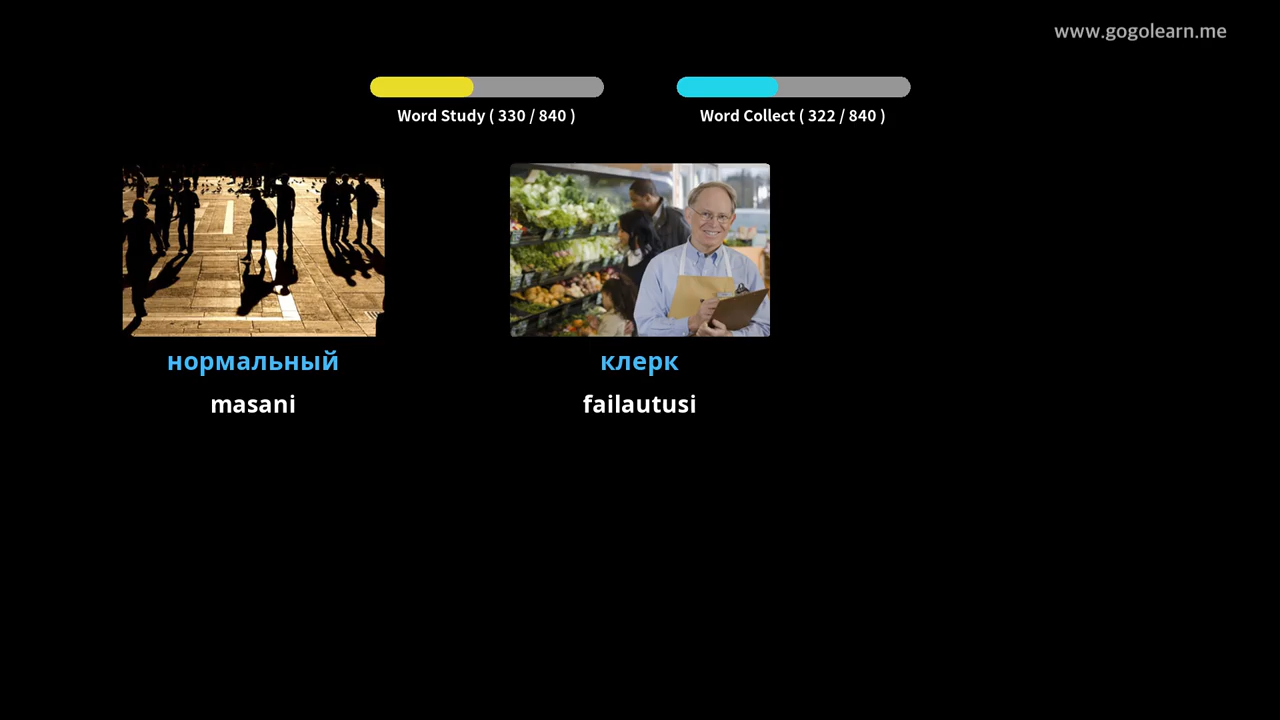 www.gogolearn.me
Word Study ( 330 / 840 )
Word Collect ( 322 / 840 )
нормальный
masani
клерк
failautusi